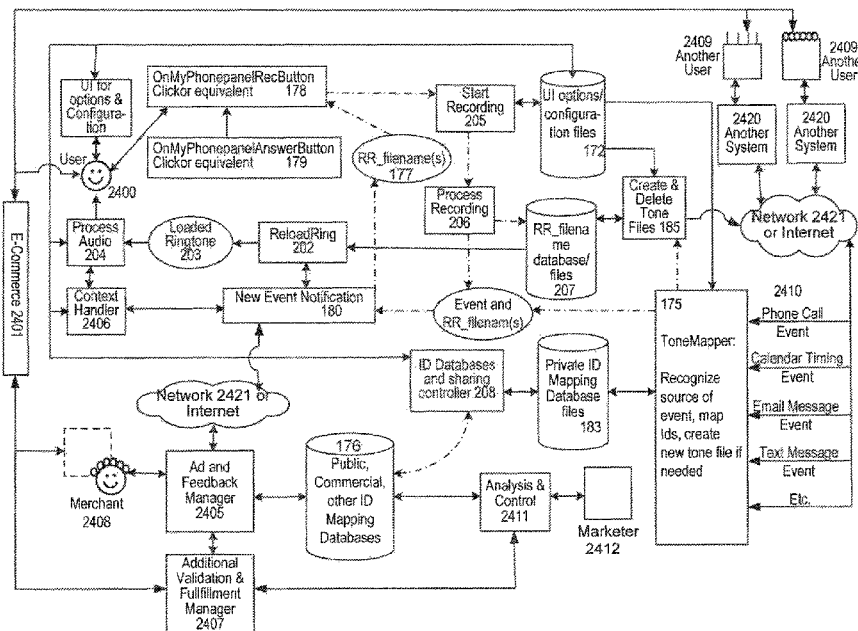 2409
Another
User
2409
Another
User
UI for
options &
Configura-
tion
OnMyPhonepanelRecButton
Clickor equivalent 178
Start
Recording
205
UI options/
configuration
files
172
2420
Another
System
2420
Another
System
OnMyPhonepanelAnswerButton
Clickor equivalent
179
RR_filename(s)
177
User
2400
Process
Recording
206
Create &
Delete
Tone
Files 185
Network 2421
or Internet
E-Commerce 2401
Process
Audio
204
Loaded
Ringtone
203
ReloadRing
202
RR_filena
me
database/
files
207
Context
Handler
2406
New Event Notification
180
Event and
RR_filenam(s)
175
ToneMapper:
Recognize
source of
event, map
Ids, create
new tone file if
needed
2410
Phone Call
Event
Calendar Timing
Event
Email Message
Event
Text Message
Event
Etc.
ID Databases
and sharing
controller 208
Private ID
Mapping
Database
files
183
Network 2421 or
Internet
Merchant
2408
Ad and
Feedback
Manager
2405
176
Public,
Commercial,
other ID
Mapping
Databases
Analysis &
Control
2411
Marketer
2412
Additional
Validation &
Fullfillment
Manager
2407